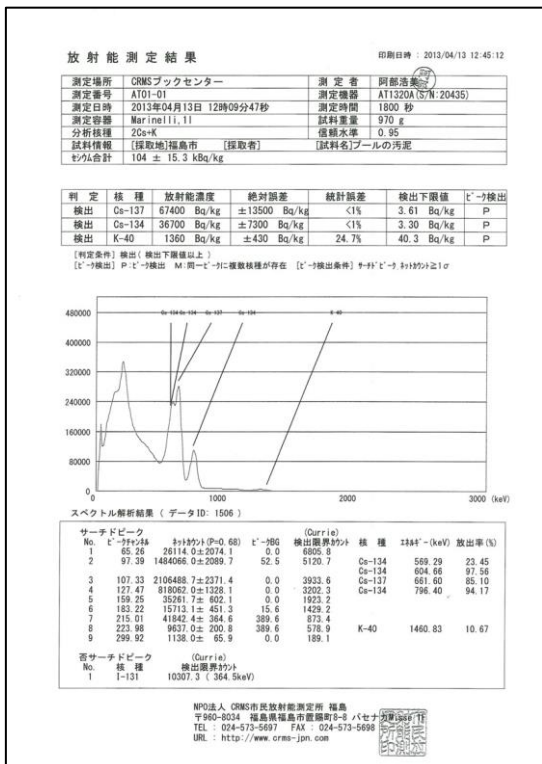 放射能測定結果
印刷日時 : 2013/04/13 12:45:12
測定場所 CRMSブックセンター 測定者 阿部浩美
測定番号 AT01-01 測定機器 AT1320A(S/N:20435)
測定日時 2013年04月13日 12時09分47秒 測定時間 1800 秒
測定容器 Marinelli,1l 試料重量 970 g
分析核種 2Cs+K 信頼水準 0.95
試料情報 [採取地]福島市 [採取者] [試料名]プールの汚泥
セシウム合計 104 ± 15.3 kBq/kg
判定 核種 放射能濃度 絶対誤差 統計誤差 検出下限値 ピーク検出
検出 Cs-137 67400 Bq/kg ±13500 Bq/kg <1% 3.61 Bq/kg P
検出 Cs-134 36700 Bq/kg ±7300 Bq/kg <1% 3.30 Bq/kg P
検出 K-40 1360 Bq/kg ±430 Bq/kg 24.7% 40.3 Bq/kg P
[判定条件] 検出( 検出下限値以上 )
[ピーク検出] P:ピーク検出 M:同一ピークに複数核種が存在 [ピーク検出条件] サーチドピーク ネットカウント≧1σ
Cs 134 Cs 134 Cs 137 Cs 134 K 40
480000
400000
320000
240000
160000
80000
0
0 1000 2000 3000 (keV)
スペクトル解析結果 ( データID: 1506 )
サーチドピーク (Currie)
No. ピークチャンネル ネットカウント(P=0.68) ピークBG 検出限界カウント 核種 エネルギー(keV) 放出率(%)
1 65.26 26114.0±2074.1 0.0 6805.8
2 97.39 1484066.0±2089.7 52.5 5120.7 Cs-134 569.29 23.45
Cs-134 604.66 97.56
3 107.33 2106488.7±2371.4 0.0 3933.6 Cs-137 661.60 85.10
4 127.47 818062.0±1328.1 0.0 3202.3 Cs-134 796.40 94.17
5 159.25 35261.7± 602.1 0.0 1923.2
6 183.22 15713.1± 451.3 15.6 1429.2
7 215.01 41842.4± 364.6 389.6 873.4
8 223.98 9637.0± 200.8 389.6 578.9 K-40 1460.83 10.67
9 299.92 1138.0± 65.9 0.0 189.1
否サーチドピーク (Currie)
No. 核種 検出限界カウント
1 I-131 10307.3 ( 364.5keV)
NPO法人 CRMS市民放射能測定所 福島
〒960-8034 福島県福島市置賜町8-8 パセナカMisse 1F
TEL : 024-573-5697 FAX : 024-573-5698
URL : http://www.crms-jpn.com